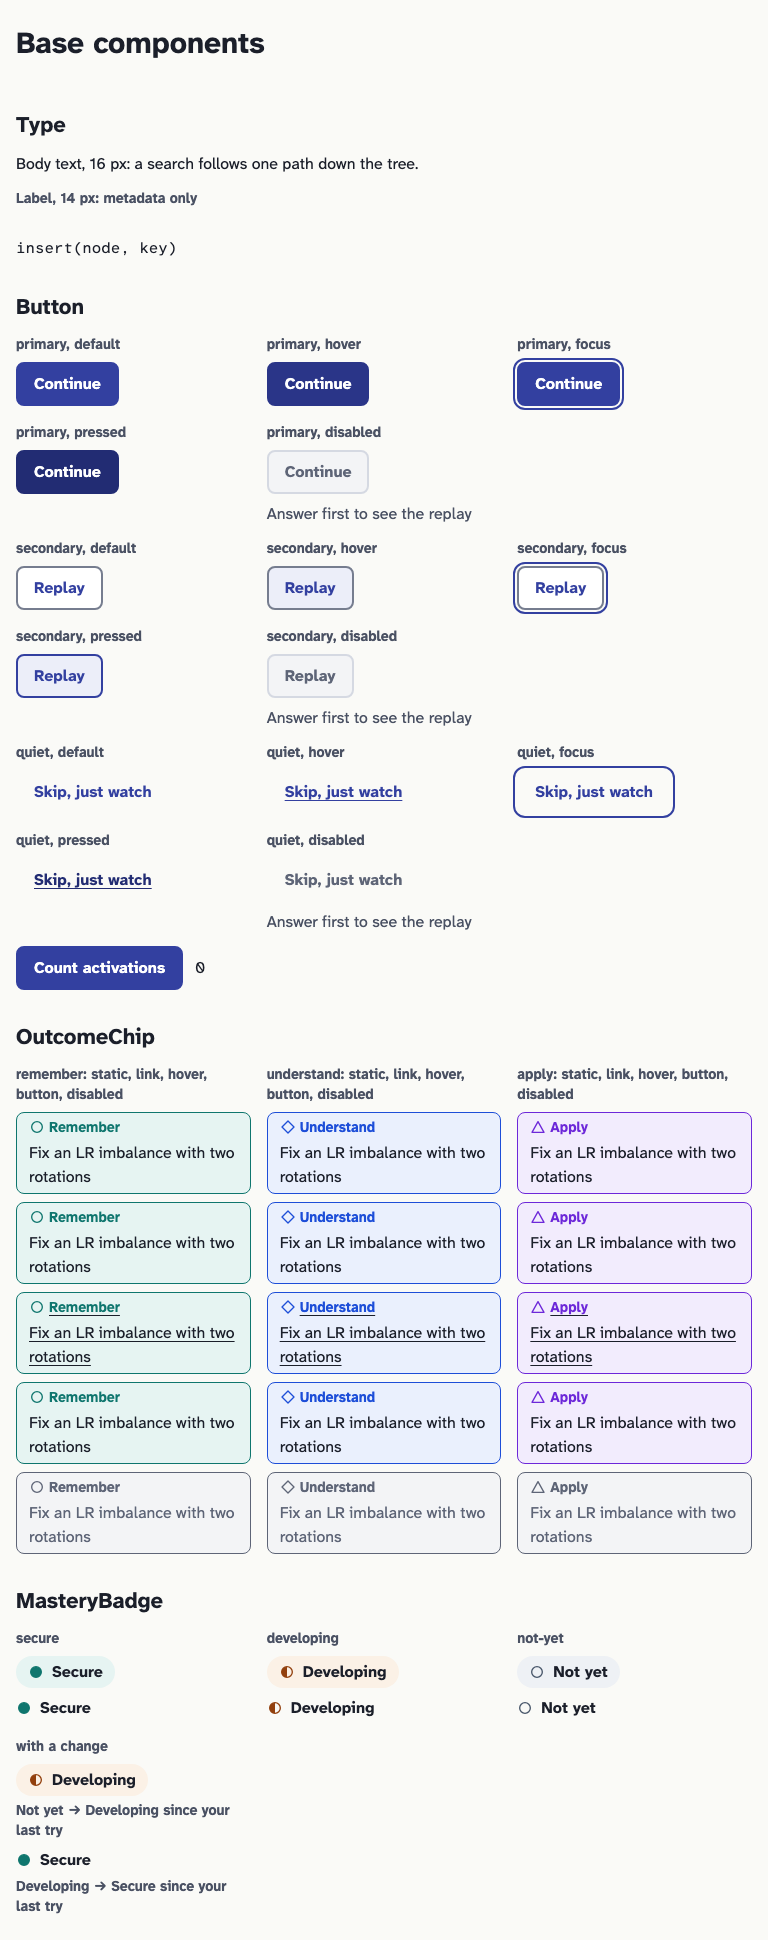 Base components
Type
Body text, 16 px: a search follows one path down the tree.
Label, 14 px: metadata only
insert(node, key)
Button
primary, default
primary, hover
primary, focus
Continue
Continue
Continue
primary, pressed
primary, disabled
Continue
Continue
Answer first to see the replay
secondary, default
secondary, hover
secondary, focus
Replay
Replay
Replay
secondary, pressed
secondary, disabled
Replay
Replay
Answer first to see the replay
quiet, default
quiet, hover
quiet, focus
Skip, just watch
Skip, just watch
Skip, just watch
quiet, pressed
quiet, disabled
Skip, just watch
Skip, just watch
Answer first to see the replay
Count activations
0
OutcomeChip
remember: static, link, hover,
button, disabled
understand: static, link, hover,
button, disabled
apply: static, link, hover, button,
disabled
Remember
Fix an LR imbalance with two
rotations
Understand
Fix an LR imbalance with two
rotations
Apply
Fix an LR imbalance with two
rotations
Remember
Fix an LR imbalance with two
rotations
Understand
Fix an LR imbalance with two
rotations
Apply
Fix an LR imbalance with two
rotations
Remember
Fix an LR imbalance with two
rotations
Understand
Fix an LR imbalance with two
rotations
Apply
Fix an LR imbalance with two
rotations
Remember
Fix an LR imbalance with two
rotations
Understand
Fix an LR imbalance with two
rotations
Apply
Fix an LR imbalance with two
rotations
Remember
Fix an LR imbalance with two
rotations
Understand
Fix an LR imbalance with two
rotations
Apply
Fix an LR imbalance with two
rotations
MasteryBadge
secure
developing
not-yet
Secure
Developing
Not yet
Secure
Developing
Not yet
with a change
Developing
Not yet → Developing since your
last try
Secure
Developing → Secure since your
last try